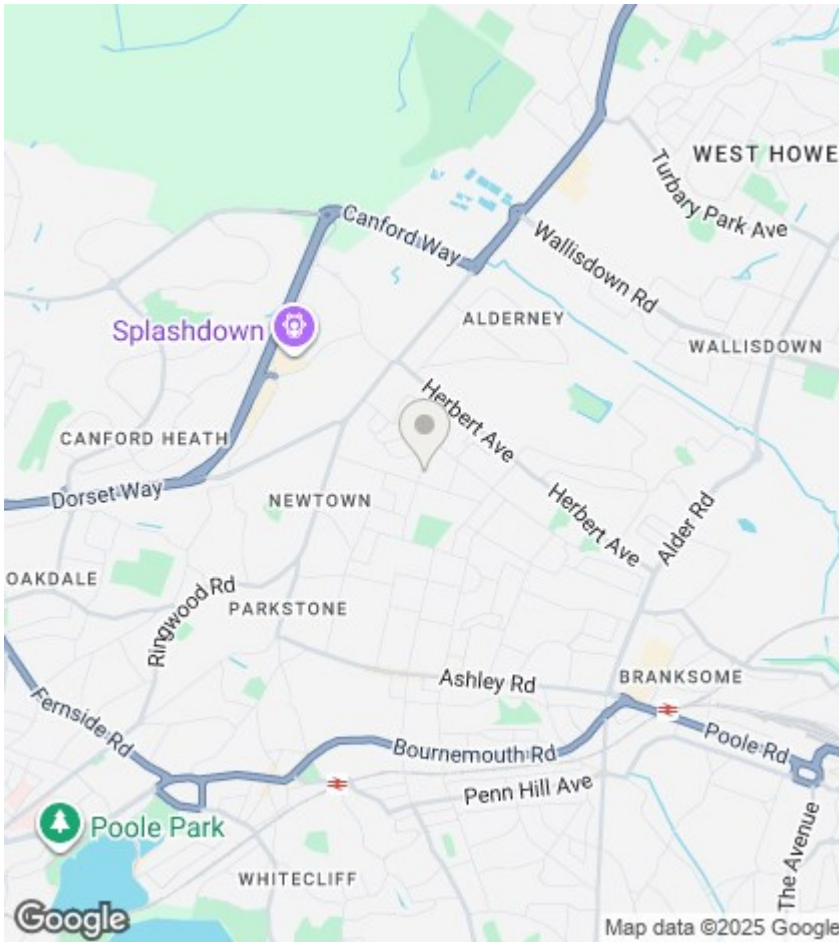 WEST HOWE
Turbary Park Ave
Canford Way
Wallisdown Rd
Splashdown
ALDERNEY
WALLISDOWN
Herbert Ave
CANFORD HEATH
Dorset Way
NEWTOWN
Herbert Ave
Alder Rd
OAKDALE
Ringwood Rd
PARKSTONE
Ashley Rd
BRANKSOME
Fernside Rd
Bournemouth Rd
Poole Rd
Penn Hill Ave
Poole Park
The Avenue
WHITECLIFF
Google
Map data ©2025 Google